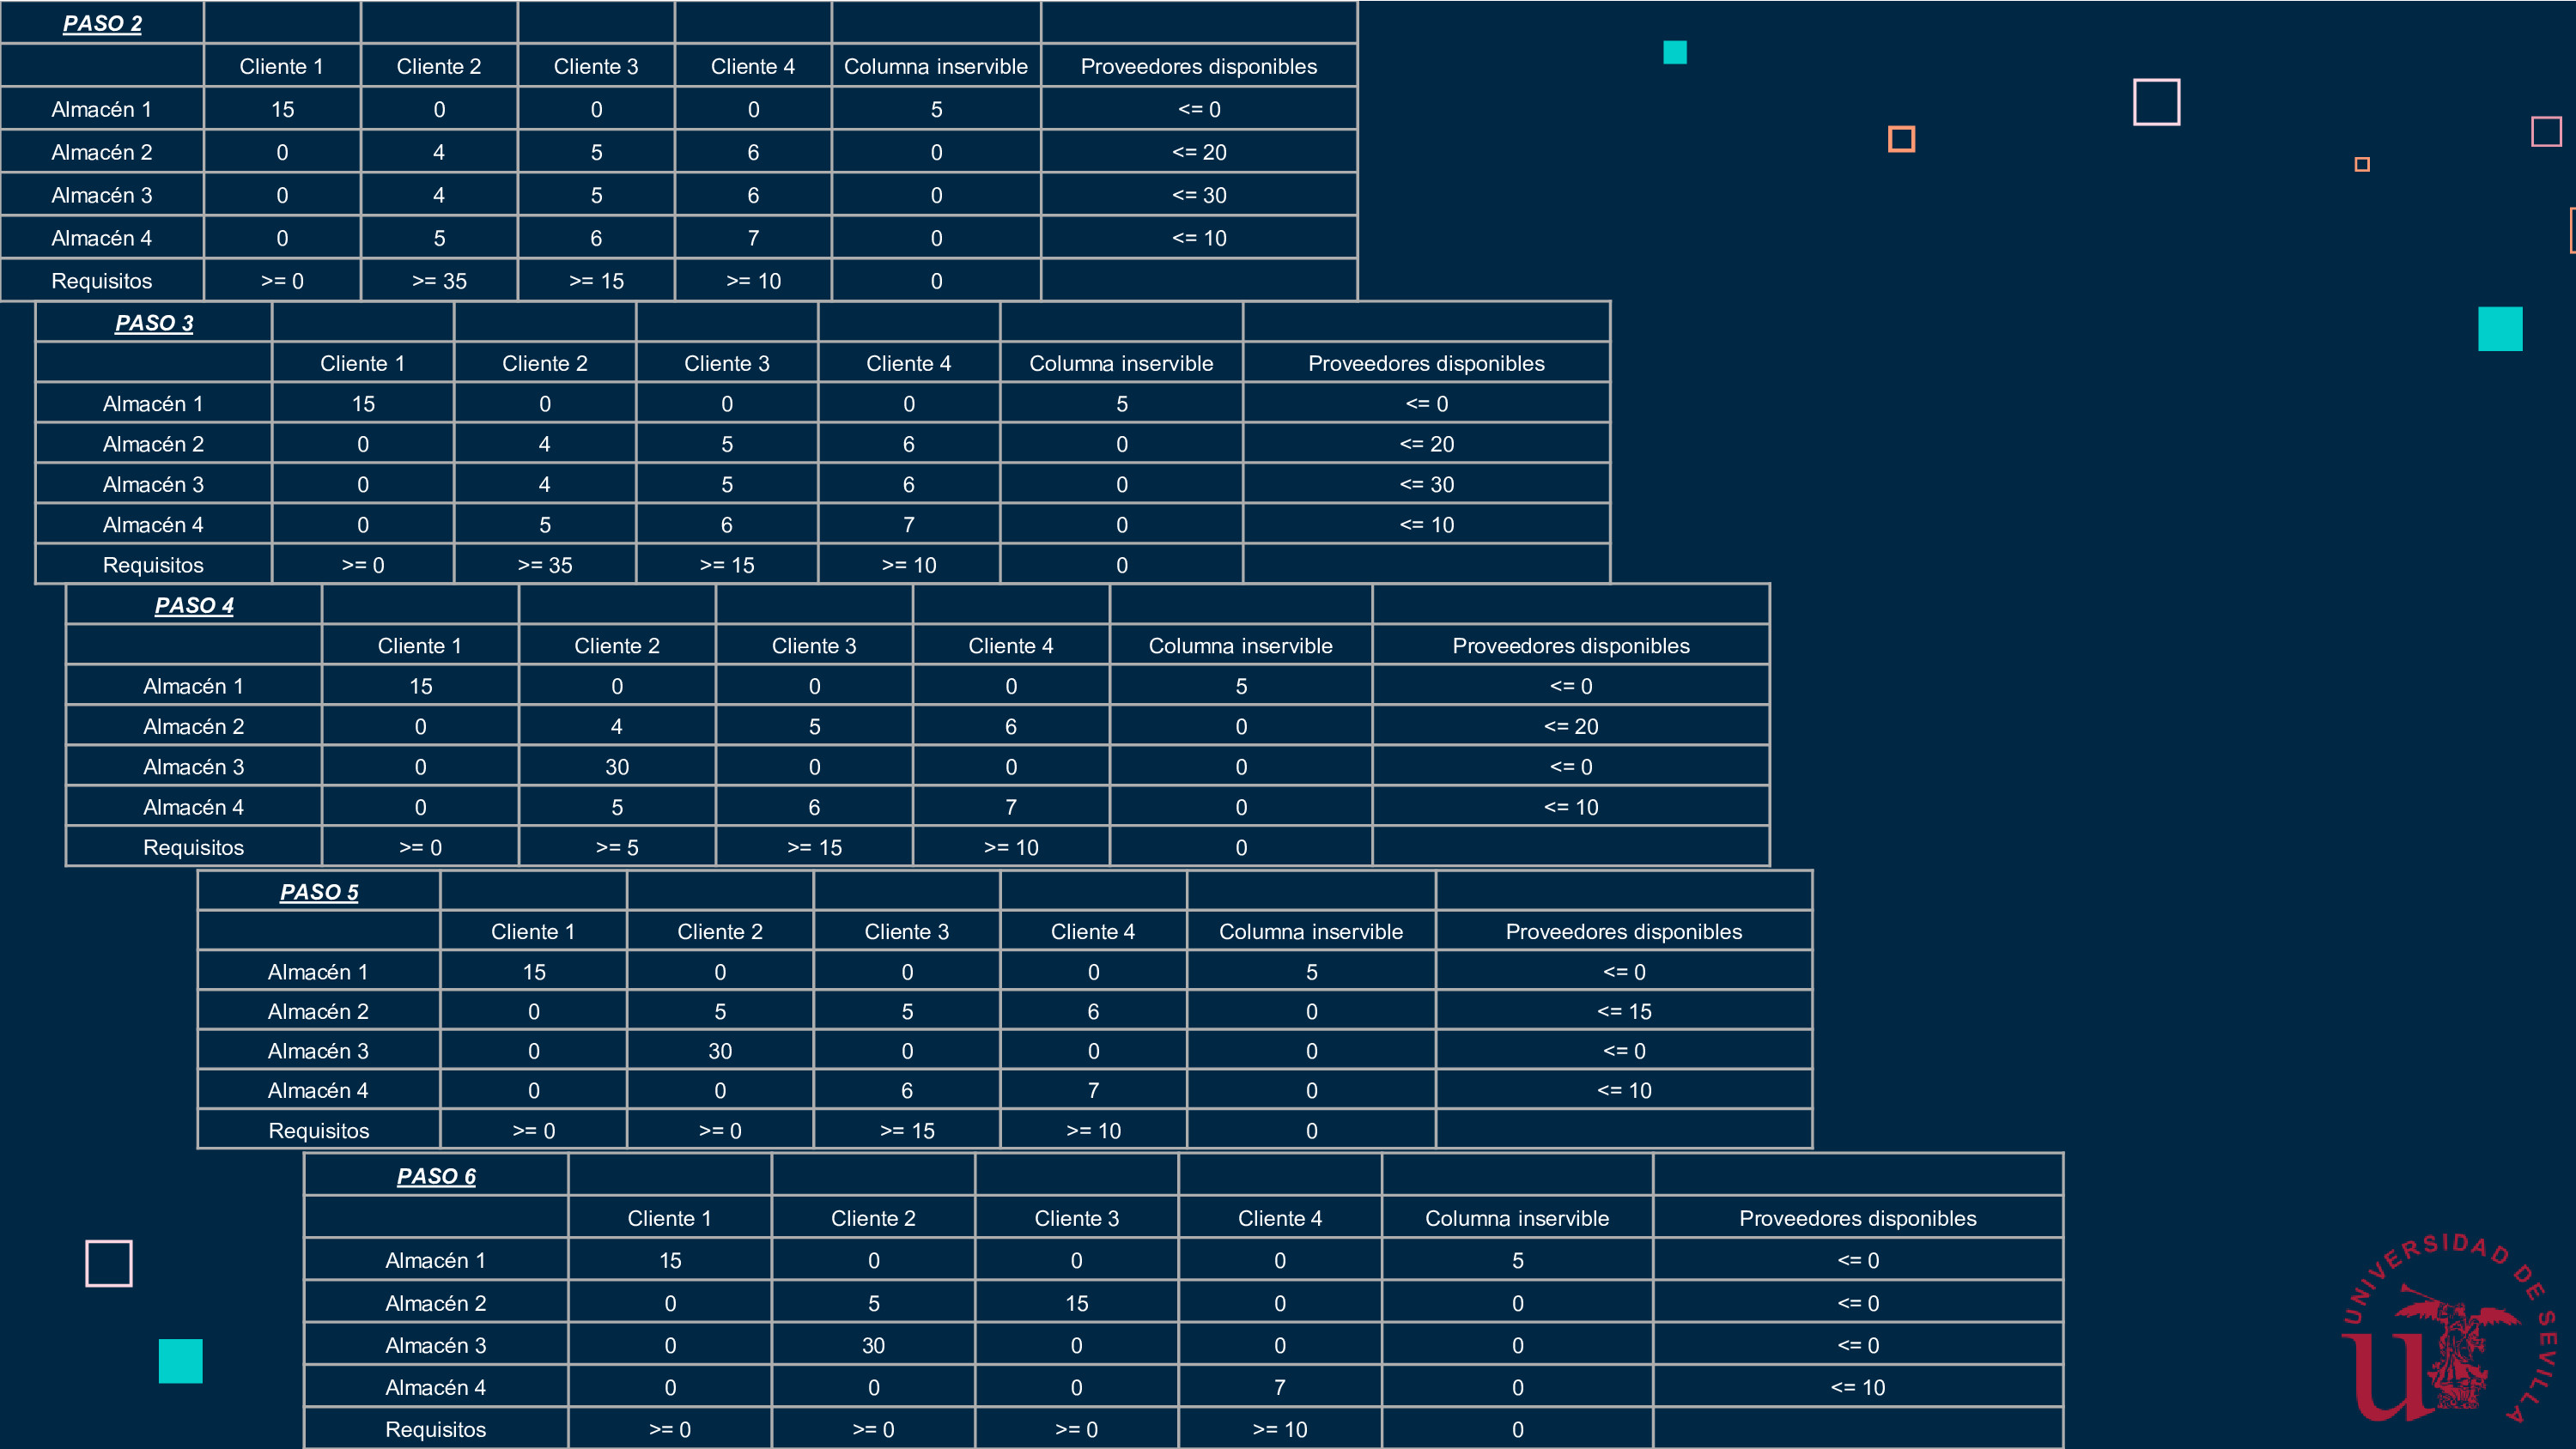 PASO 2
Cliente 1 Cliente 2 Cliente 3 Cliente 4 Columna inservible Proveedores disponibles
Almacén 1 15 0 0 0 5 <= 0
Almacén 2 0 4 5 6 0 <= 20
Almacén 3 0 4 5 6 0 <= 30
Almacén 4 0 5 6 7 0 <= 10
Requisitos >= 0 >= 35 >= 15 >= 10 0
PASO 3
Cliente 1 Cliente 2 Cliente 3 Cliente 4 Columna inservible Proveedores disponibles
Almacén 1 15 0 0 0 5 <= 0
Almacén 2 0 4 5 6 0 <= 20
Almacén 3 0 4 5 6 0 <= 30
Almacén 4 0 5 6 7 0 <= 10
Requisitos >= 0 >= 35 >= 15 >= 10 0
PASO 4
Cliente 1 Cliente 2 Cliente 3 Cliente 4 Columna inservible Proveedores disponibles
Almacén 1 15 0 0 0 5 <= 0
Almacén 2 0 4 5 6 0 <= 20
Almacén 3 0 30 0 0 0 <= 0
Almacén 4 0 5 6 7 0 <= 10
Requisitos >= 0 >= 5 >= 15 >= 10 0
PASO 5
Cliente 1 Cliente 2 Cliente 3 Cliente 4 Columna inservible Proveedores disponibles
Almacén 1 15 0 0 0 5 <= 0
Almacén 2 0 5 5 6 0 <= 15
Almacén 3 0 30 0 0 0 <= 0
Almacén 4 0 0 6 7 0 <= 10
Requisitos >= 0 >= 0 >= 15 >= 10 0
PASO 6
Cliente 1 Cliente 2 Cliente 3 Cliente 4 Columna inservible Proveedores disponibles
Almacén 1 15 0 0 0 5 <= 0
Almacén 2 0 5 15 0 0 <= 0
Almacén 3 0 30 0 0 0 <= 0
Almacén 4 0 0 0 7 0 <= 10
Requisitos >= 0 >= 0 >= 0 >= 10 0
UNIVERSIDAD DE SEVILLA
u